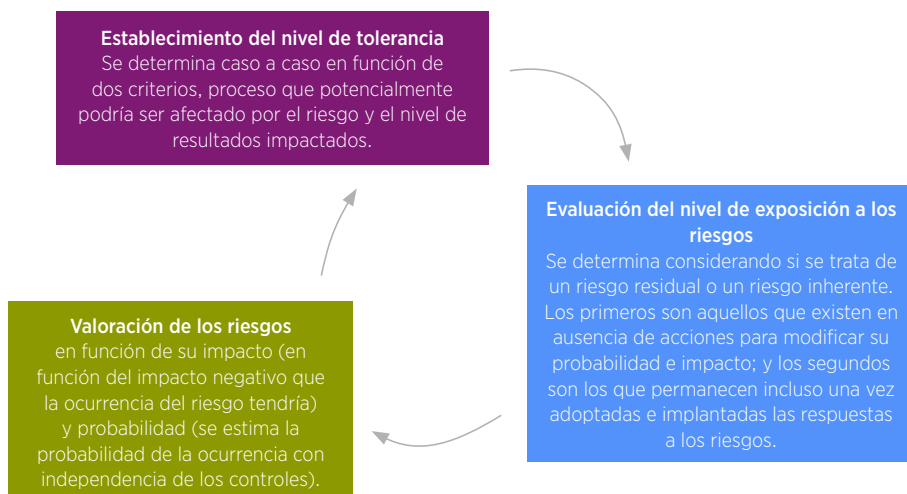 Establecimiento del nivel de tolerancia
Se determina caso a caso en función de
dos criterios, proceso que potencialmente
podría ser afectado por el riesgo y el nivel de
resultados impactados.
Evaluación del nivel de exposición a los
riesgos
Se determina considerando si se trata de
un riesgo residual o un riesgo inherente.
Los primeros son aquellos que existen en
ausencia de acciones para modificar su
probabilidad e impacto; y los segundos
son los que permanecen incluso una vez
adoptadas e implantadas las respuestas
a los riesgos.
Valoración de los riesgos
en función de su impacto (en
función del impacto negativo que
la ocurrencia del riesgo tendría)
y probabilidad (se estima la
probabilidad de la ocurrencia con
independencia de los controles).